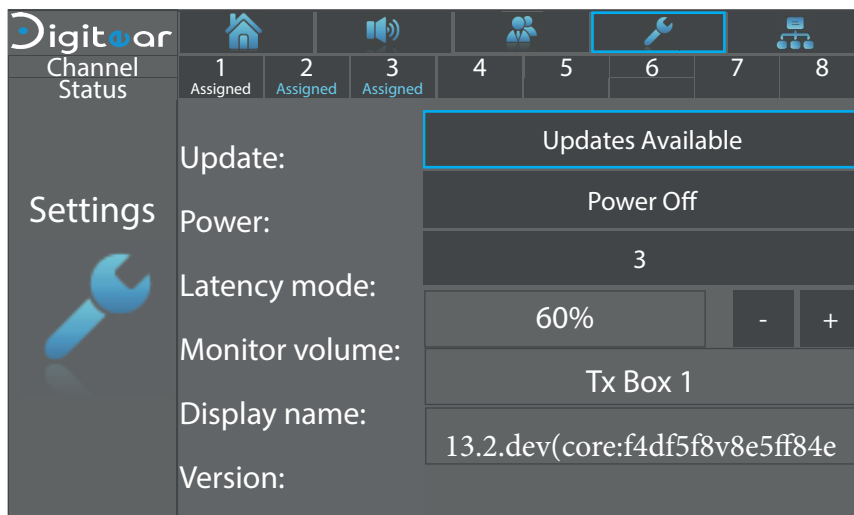 Digitear
Channel Status
1 2 3 4 5 6 7 8
Assigned Assigned Assigned
Settings
Update: Updates Available
Power: Power Off
Latency mode: 3
Monitor volume: 60% - +
Display name: Tx Box 1
Version: 13.2.dev(core:f4df5f8v8e5ff84e